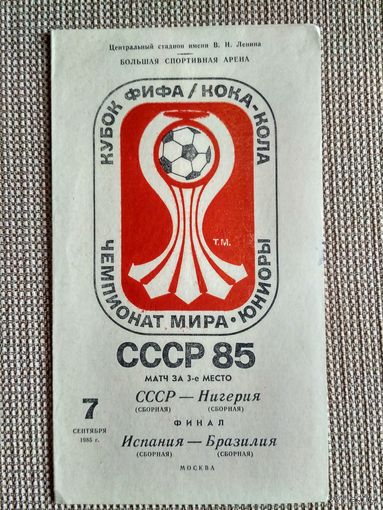 Центральный стадион имени В. И. Ленина
БОЛЬШАЯ СПОРТИВНАЯ АРЕНА
КУБОК ФИФА/КОКА-КОЛА
Т.М.
ЧЕМПИОНАТ МИРА·ЮНИОРЫ
СССР 85
МАТЧ ЗА 3-е МЕСТО
СССР — Нигерия
(СБОРНАЯ) (СБОРНАЯ)
7
СЕНТЯБРЯ
1985 г.
ФИНАЛ
Испания — Бразилия
(СБОРНАЯ) (СБОРНАЯ)
МОСКВА